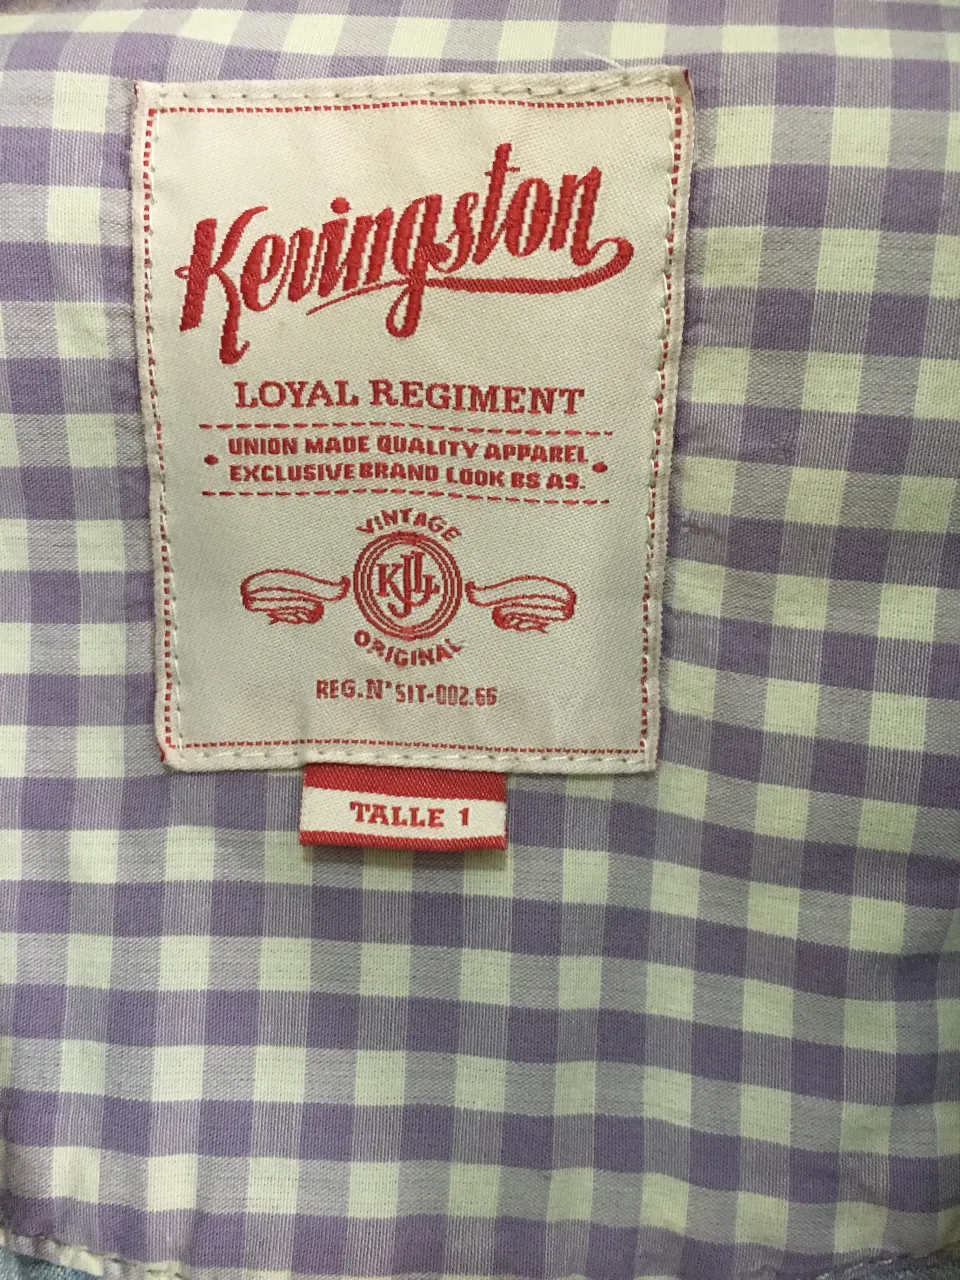 Kevingston
LOYAL REGIMENT
UNION MADE QUALITY APPAREL
EXCLUSIVE BRAND LOOK BS AS.
VINTAGE
ORIGINAL
REG.N° SIT-002.66
TALLE 1